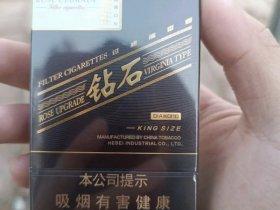 FILTER CIGARETTES
ROSE UPGRADE
钻石
VIRGINIA TYPE
DIAMOND
KING SIZE
MANUFACTURED BY CHINA TOBACCO
HEBEI INDUSTRIAL CO., LTD.
本公司提示
吸烟有害健康